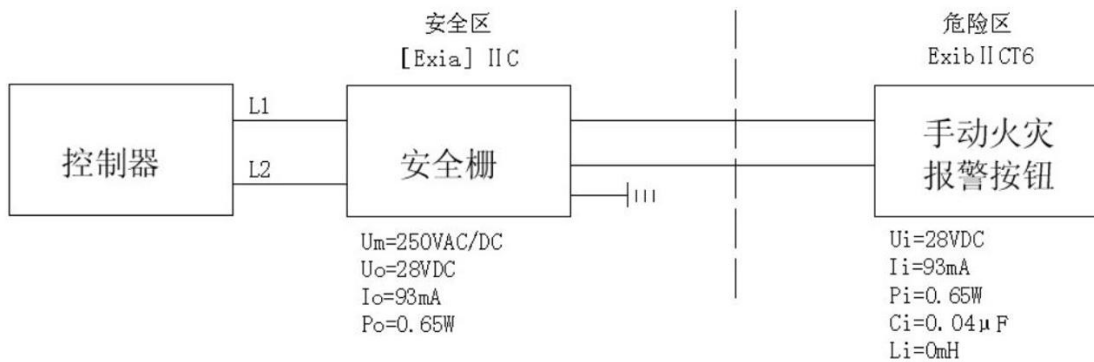 安全区
[Exia] IIC
危险区
ExibⅡCT6
控制器
L1
L2
安全栅
手动火灾
报警按钮
Um=250VAC/DC
Uo=28VDC
Io=93mA
Po=0.65W
Ui=28VDC
Ii=93mA
Pi=0.65W
Ci=0.04μF
Li=0mH